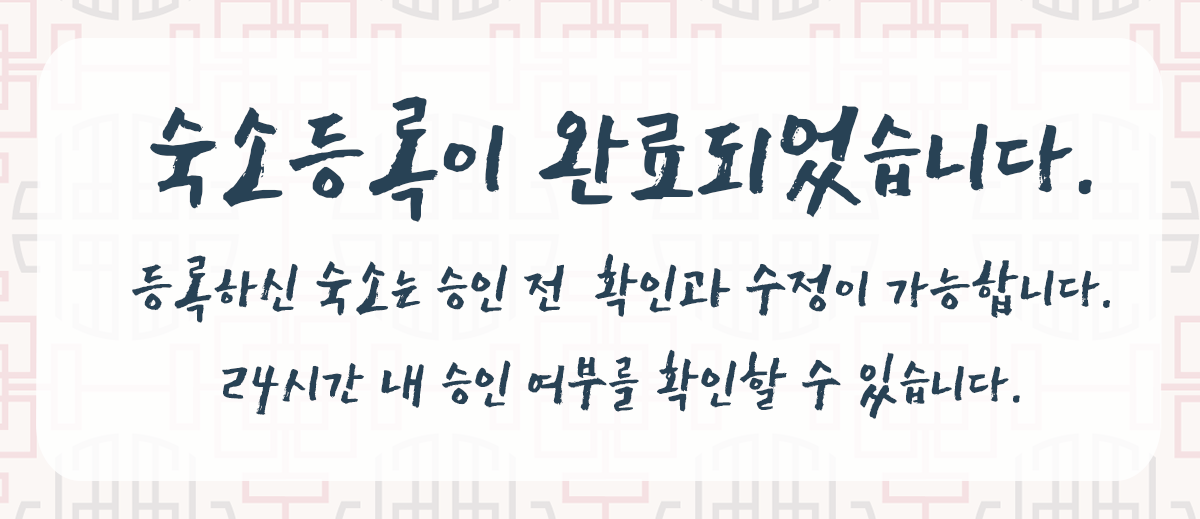 숙소등록이 완료되었습니다.
등록하신 숙소는 승인 전 확인과 수정이 가능합니다.
24시간 내 승인 여부를 확인할 수 있습니다.